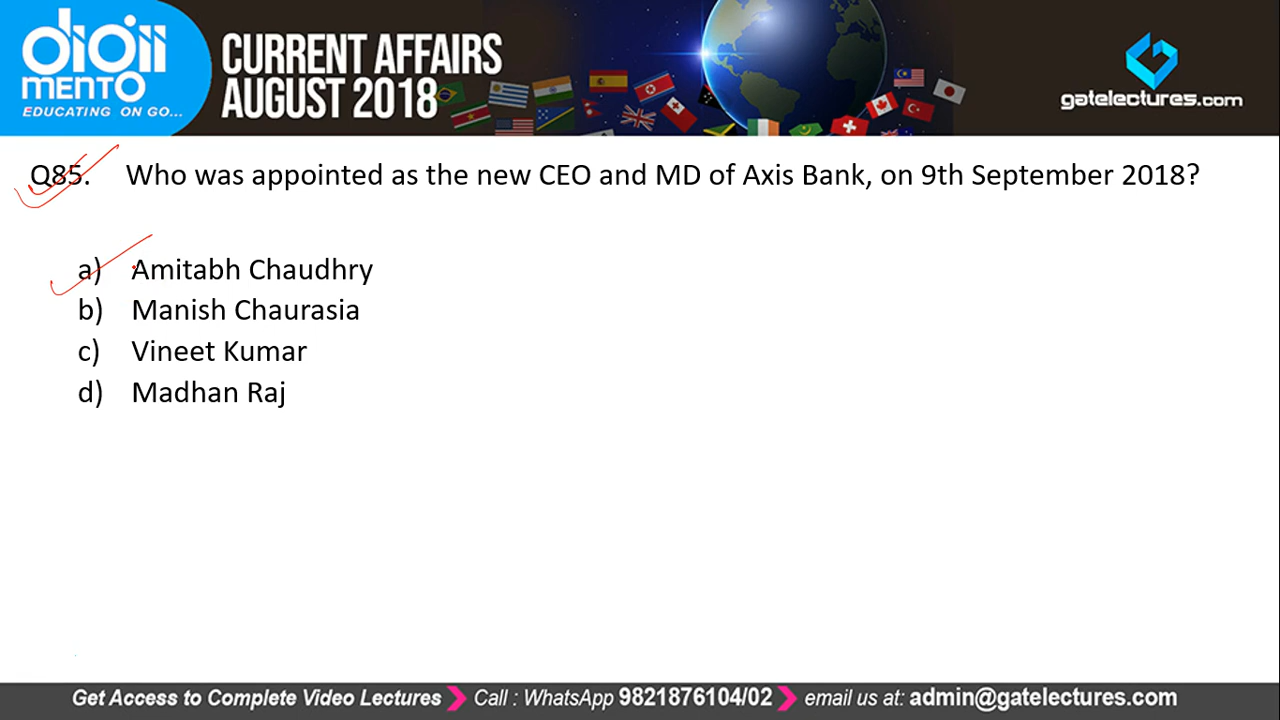 digii
MENTO
EDUCATING ON GO...
CURRENT AFFAIRS
AUGUST 2018
gatelectures.com
Q85. Who was appointed as the new CEO and MD of Axis Bank, on 9th September 2018?
a) Amitabh Chaudhry
b) Manish Chaurasia
c) Vineet Kumar
d) Madhan Raj
Get Access to Complete Video Lectures Call : WhatsApp 9821876104/02 email us at: admin@gatelectures.com